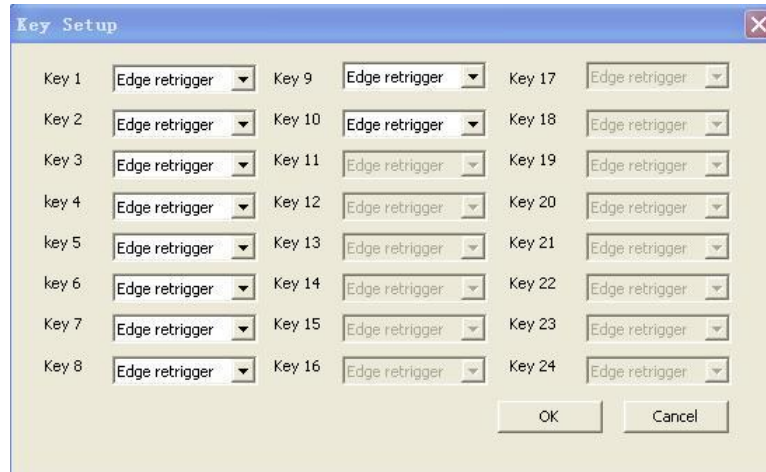 Key Setup
Key 1 Edge retrigger Key 9 Edge retrigger Key 17 Edge retrigger
Key 2 Edge retrigger Key 10 Edge retrigger Key 18 Edge retrigger
Key 3 Edge retrigger Key 11 Edge retrigger Key 19 Edge retrigger
key 4 Edge retrigger Key 12 Edge retrigger Key 20 Edge retrigger
key 5 Edge retrigger Key 13 Edge retrigger Key 21 Edge retrigger
key 6 Edge retrigger Key 14 Edge retrigger Key 22 Edge retrigger
Key 7 Edge retrigger Key 15 Edge retrigger Key 23 Edge retrigger
Key 8 Edge retrigger Key 16 Edge retrigger Key 24 Edge retrigger
OK Cancel